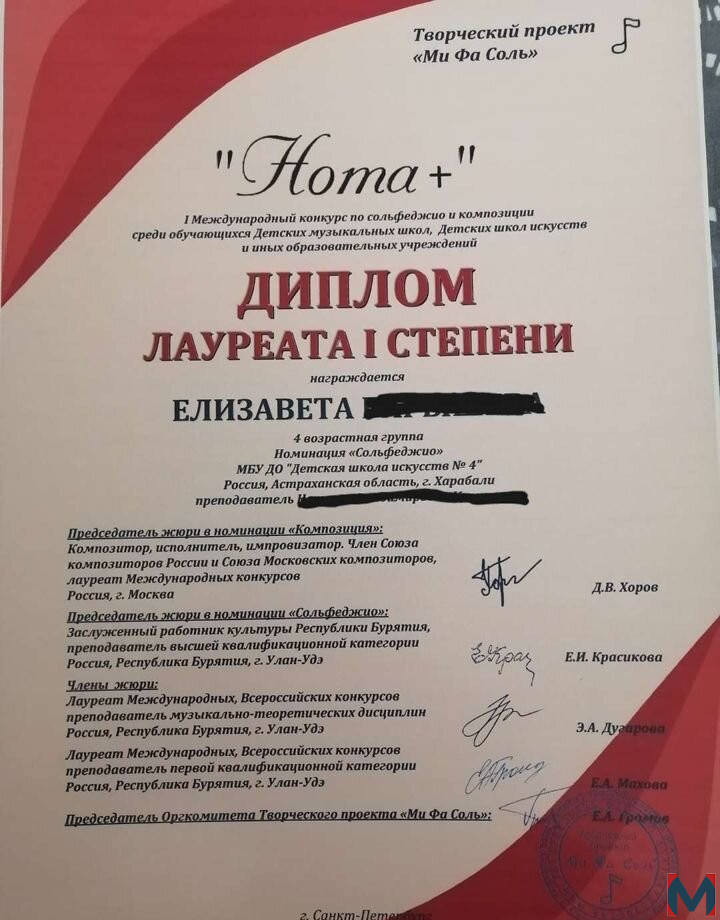 Творческий проект
«Ми Фа Соль»
"Нота+"
I Международный конкурс по сольфеджио и композиции
среди обучающихся Детских музыкальных школ, Детских школ искусств
и иных образовательных учреждений
ДИПЛОМ
ЛАУРЕАТА I СТЕПЕНИ
награждается
ЕЛИЗАВЕТА
4 возрастная группа
Номинация «Сольфеджио»
МБУ ДО "Детская школа искусств № 4"
Россия, Астраханская область, г. Харабали
преподаватель
Председатель жюри в номинации «Композиция»:
Композитор, исполнитель, импровизатор. Член Союза
композиторов России и Союза Московских композиторов,
лауреат Международных конкурсов
Россия, г. Москва
Д.В. Хоров
Председатель жюри в номинации «Сольфеджио»:
Заслуженный работник культуры Республики Бурятия,
преподаватель высшей квалификационной категории
Россия, Республика Бурятия, г. Улан-Удэ
Е.И. Красикова
Члены жюри:
Лауреат Международных, Всероссийских конкурсов
преподаватель музыкально-теоретических дисциплин
Россия, Республика Бурятия, г. Улан-Удэ
Э.А. Дугарова
Лауреат Международных, Всероссийских конкурсов
преподаватель первой квалификационной категории
Россия, Республика Бурятия, г. Улан-Удэ
Е.А. Махова
Председатель Оргкомитета Творческого проекта «Ми Фа Соль»:
Е.А. Громов
Ми Фа Соль
г. Санкт-Петербург
M